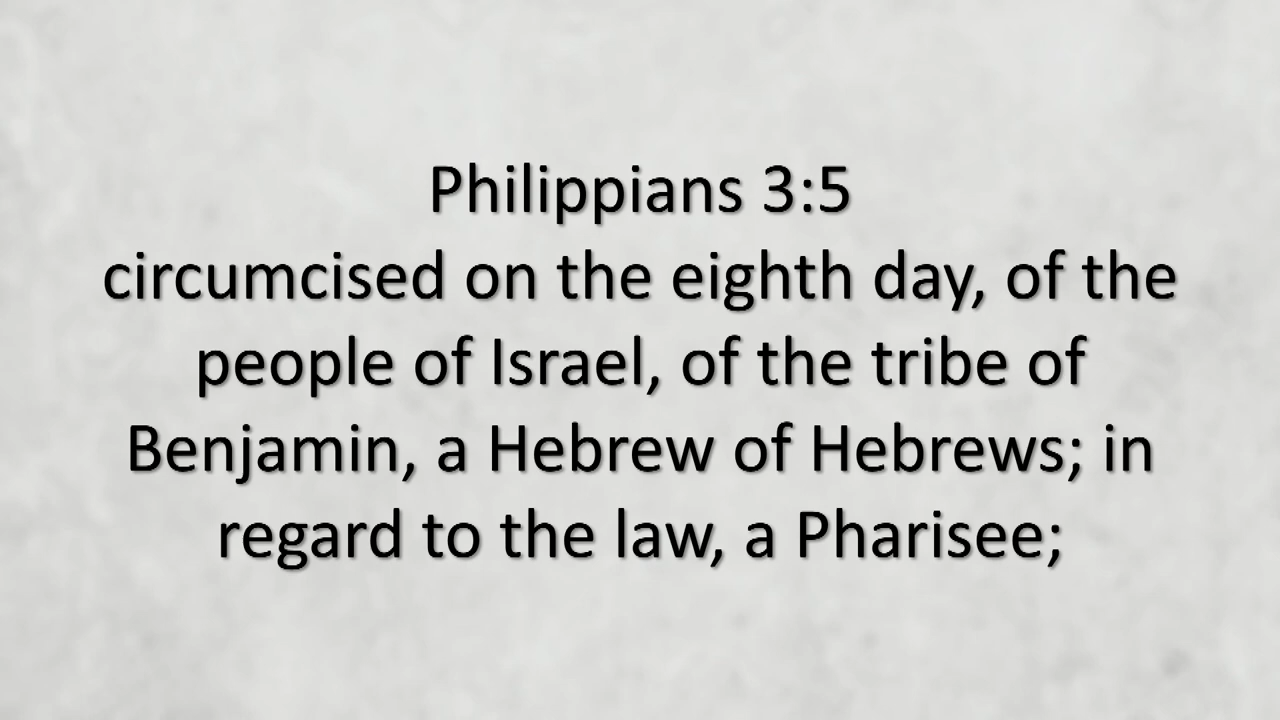 Philippians 3:5
circumcised on the eighth day, of the
people of Israel, of the tribe of
Benjamin, a Hebrew of Hebrews; in
regard to the law, a Pharisee;